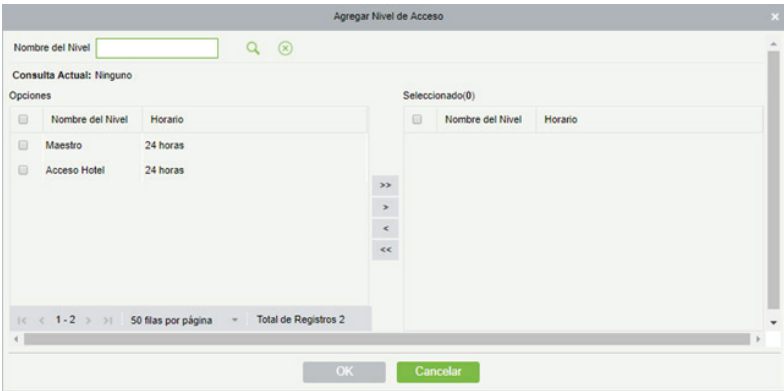 Agregar Nivel de Acceso
Nombre del Nivel
Consulta Actual: Ninguno
Opciones
Nombre del Nivel Horario
Maestro 24 horas
Acceso Hotel 24 horas
1 - 2 50 filas por página Total de Registros 2
>>
>
<
<<
Seleccionado(0)
Nombre del Nivel Horario
OK Cancelar